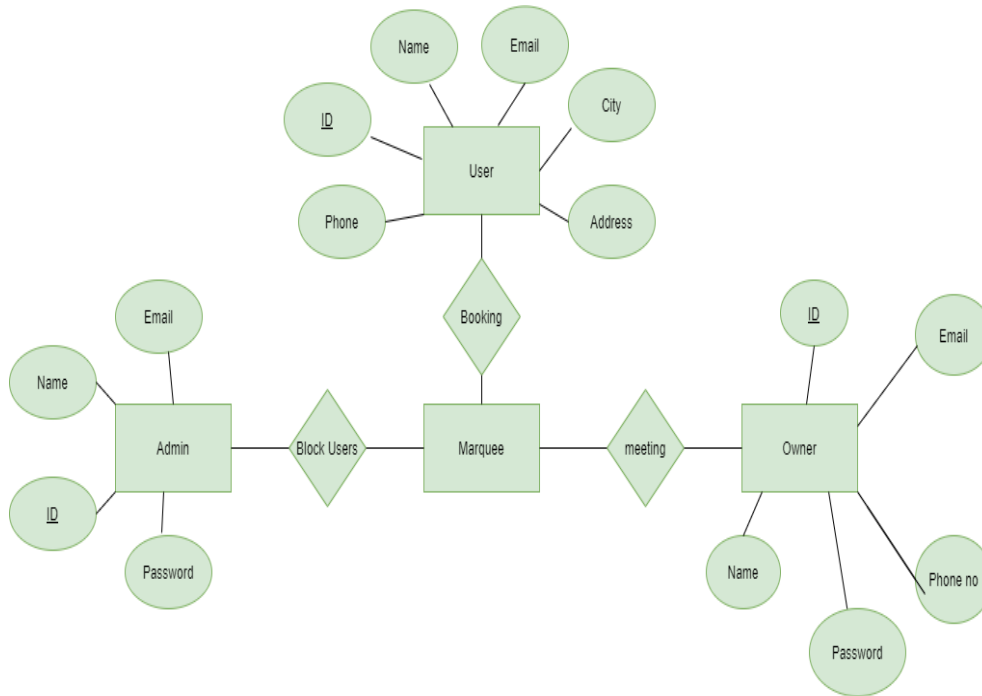 Name
Email
ID
City
User
Phone
Address
Booking
Email
ID
Email
Name
Admin
Block Users
Marquee
meeting
Owner
ID
Password
Name
Phone no
Password